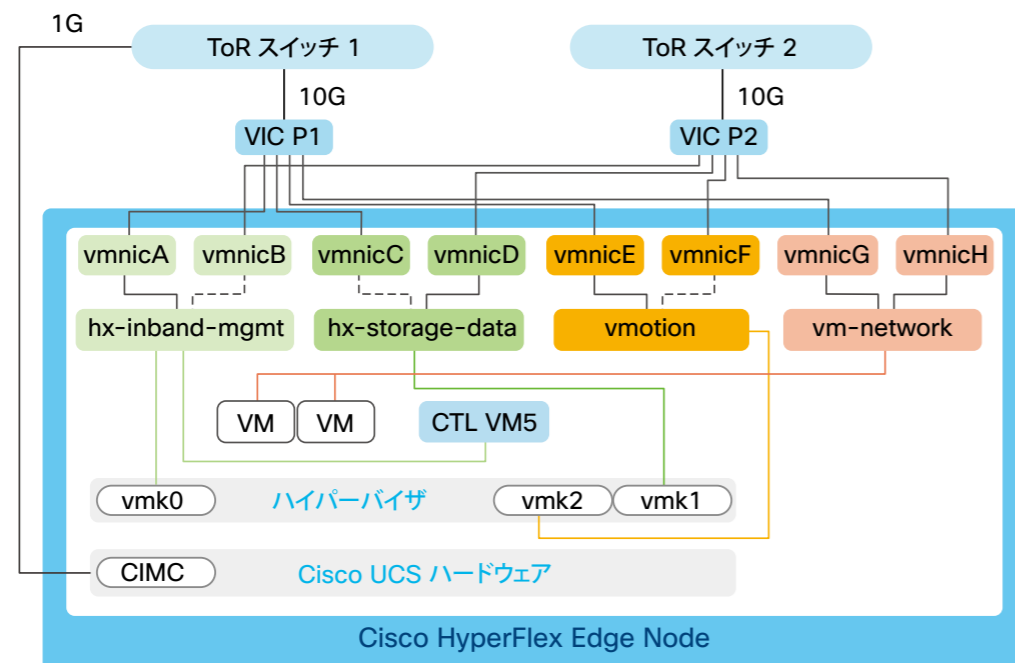 1G
ToR スイッチ 1
ToR スイッチ 2
10G
10G
VIC P1
VIC P2
vmnicA
vmnicB
vmnicC
vmnicD
vmnicE
vmnicF
vmnicG
vmnicH
hx-inband-mgmt
hx-storage-data
vmotion
vm-network
VM
VM
CTL VM5
vmk0
ハイパーバイザ
vmk2
vmk1
CIMC
Cisco UCS ハードウェア
Cisco HyperFlex Edge Node